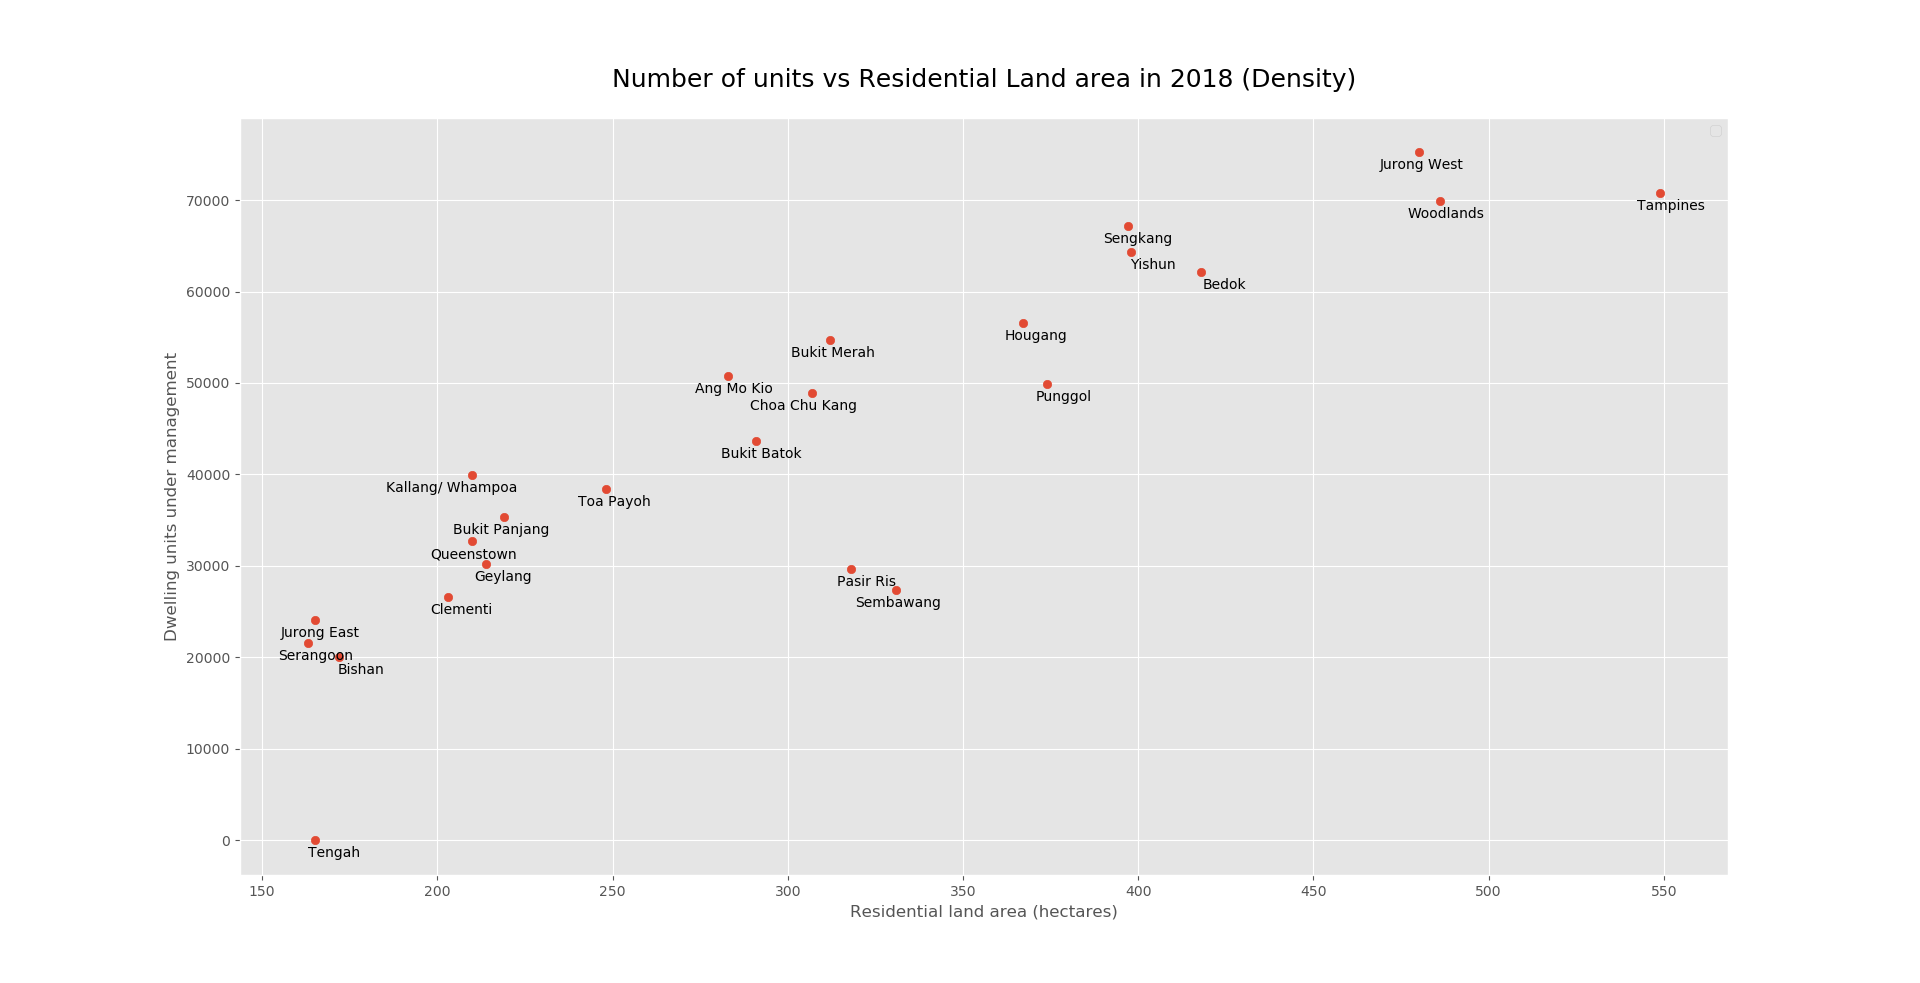 Number of units vs Residential Land area in 2018 (Density)
Jurong West
Tampines
Woodlands
Sengkang
Yishun
Bedok
Hougang
Bukit Merah
Ang Mo Kio
Punggol
Choa Chu Kang
Bukit Batok
Kallang/ Whampoa
Toa Payoh
Bukit Panjang
Queenstown
Geylang
Pasir Ris
Sembawang
Clementi
Jurong East
Serangoon
Bishan
Tengah
70000
60000
50000
40000
30000
20000
10000
0
Dwelling units under management
150 200 250 300 350 400 450 500 550
Residential land area (hectares)